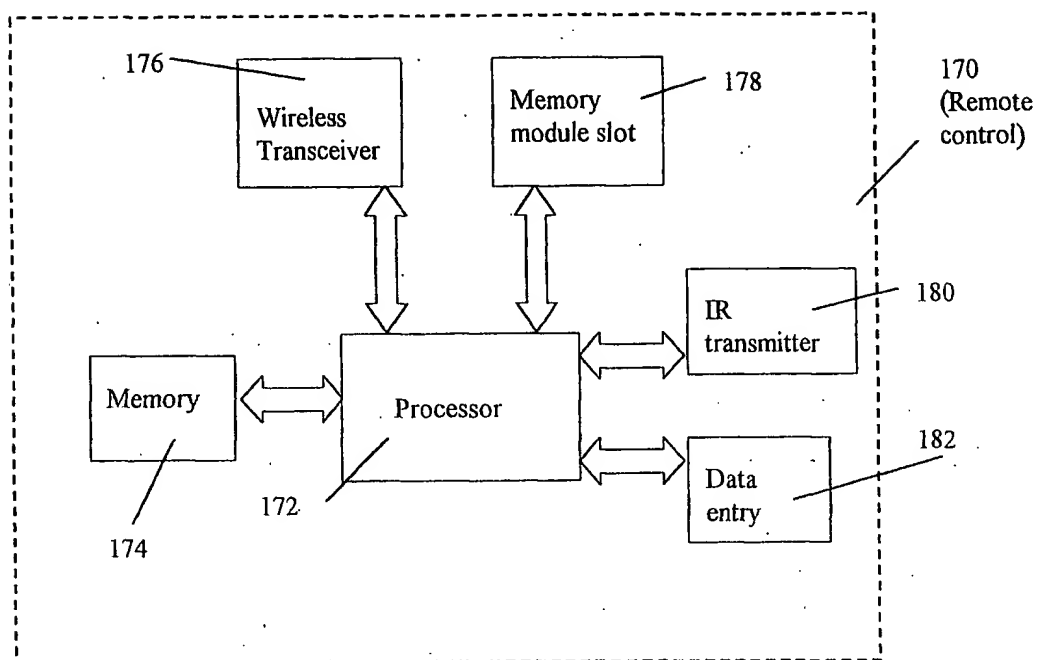 176
Wireless
Transceiver
Memory
module slot
178
170
(Remote
control)
IR
transmitter
180
Memory
174
Processor
172
Data
entry
182